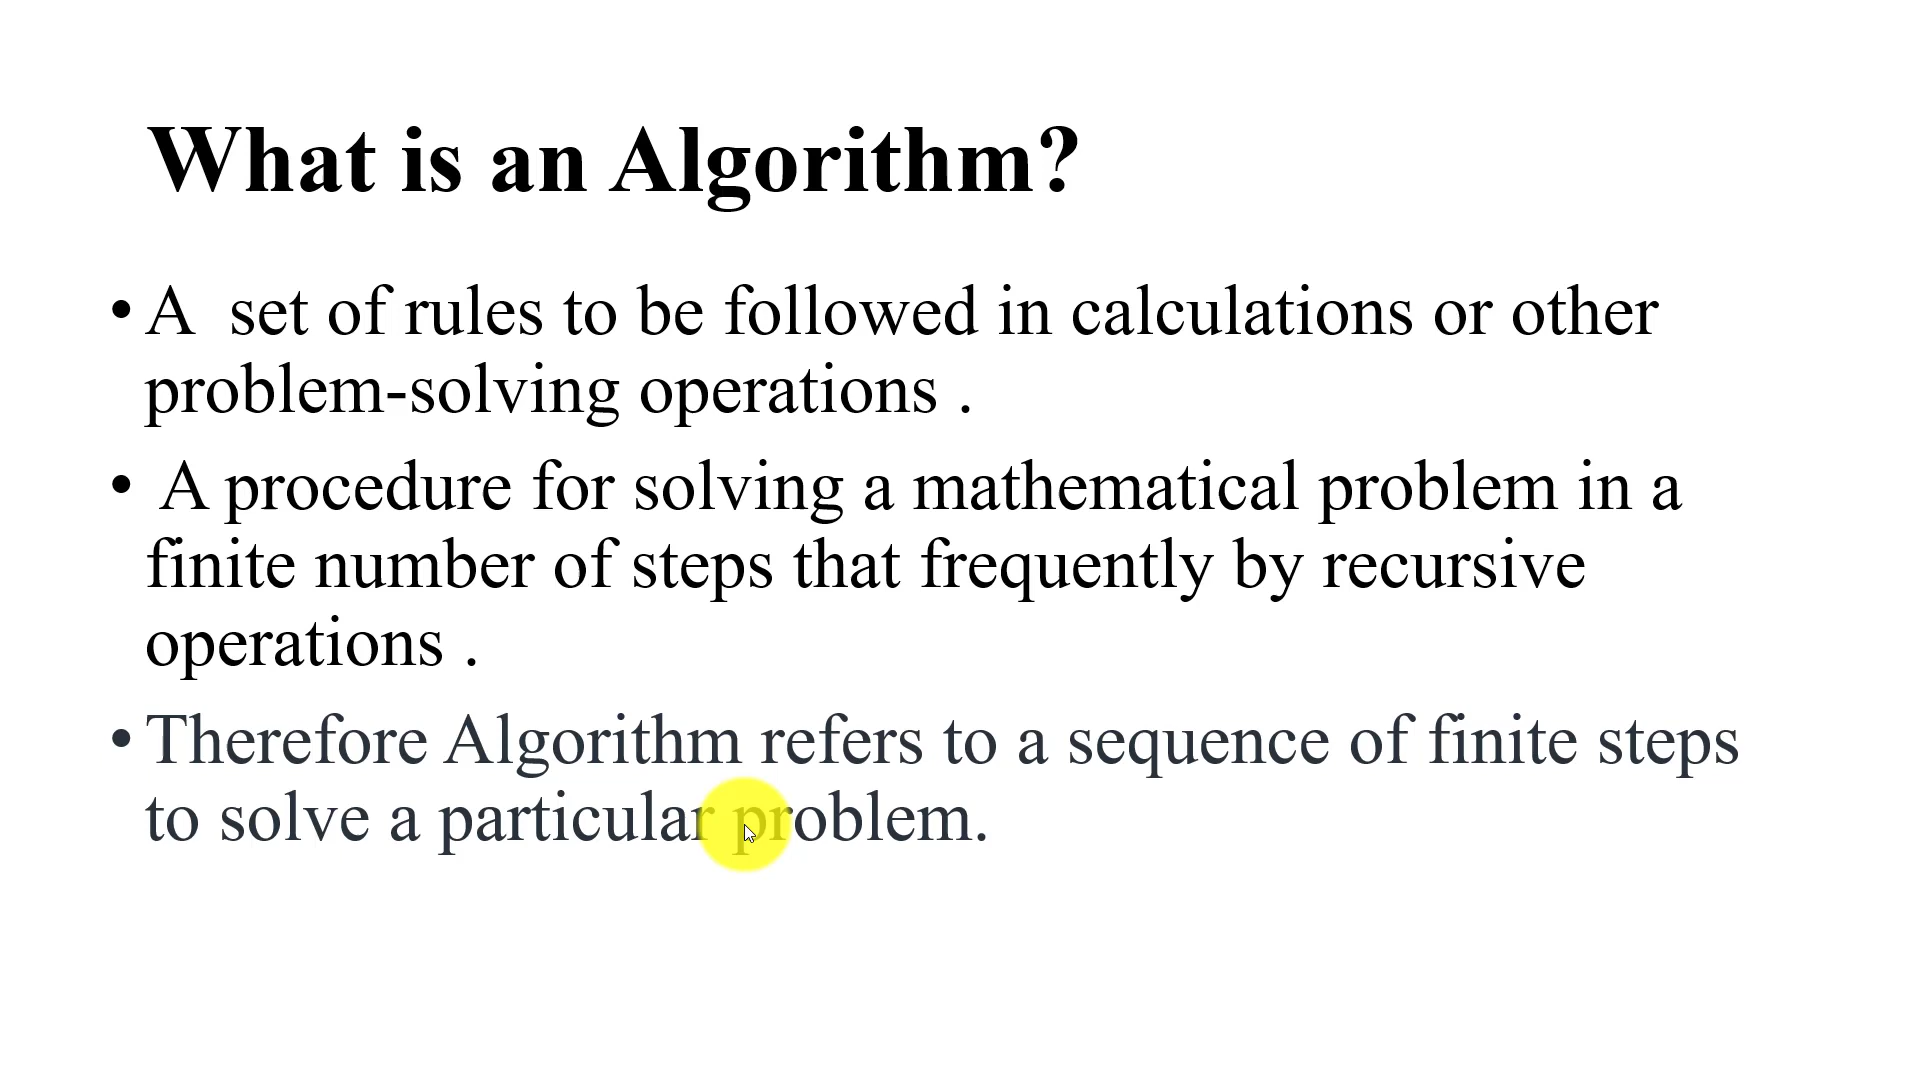 What is an Algorithm?
• A  set of rules to be followed in calculations or other
problem-solving operations .
•  A procedure for solving a mathematical problem in a
finite number of steps that frequently by recursive
operations .
• Therefore Algorithm refers to a sequence of finite steps
to solve a particular problem.